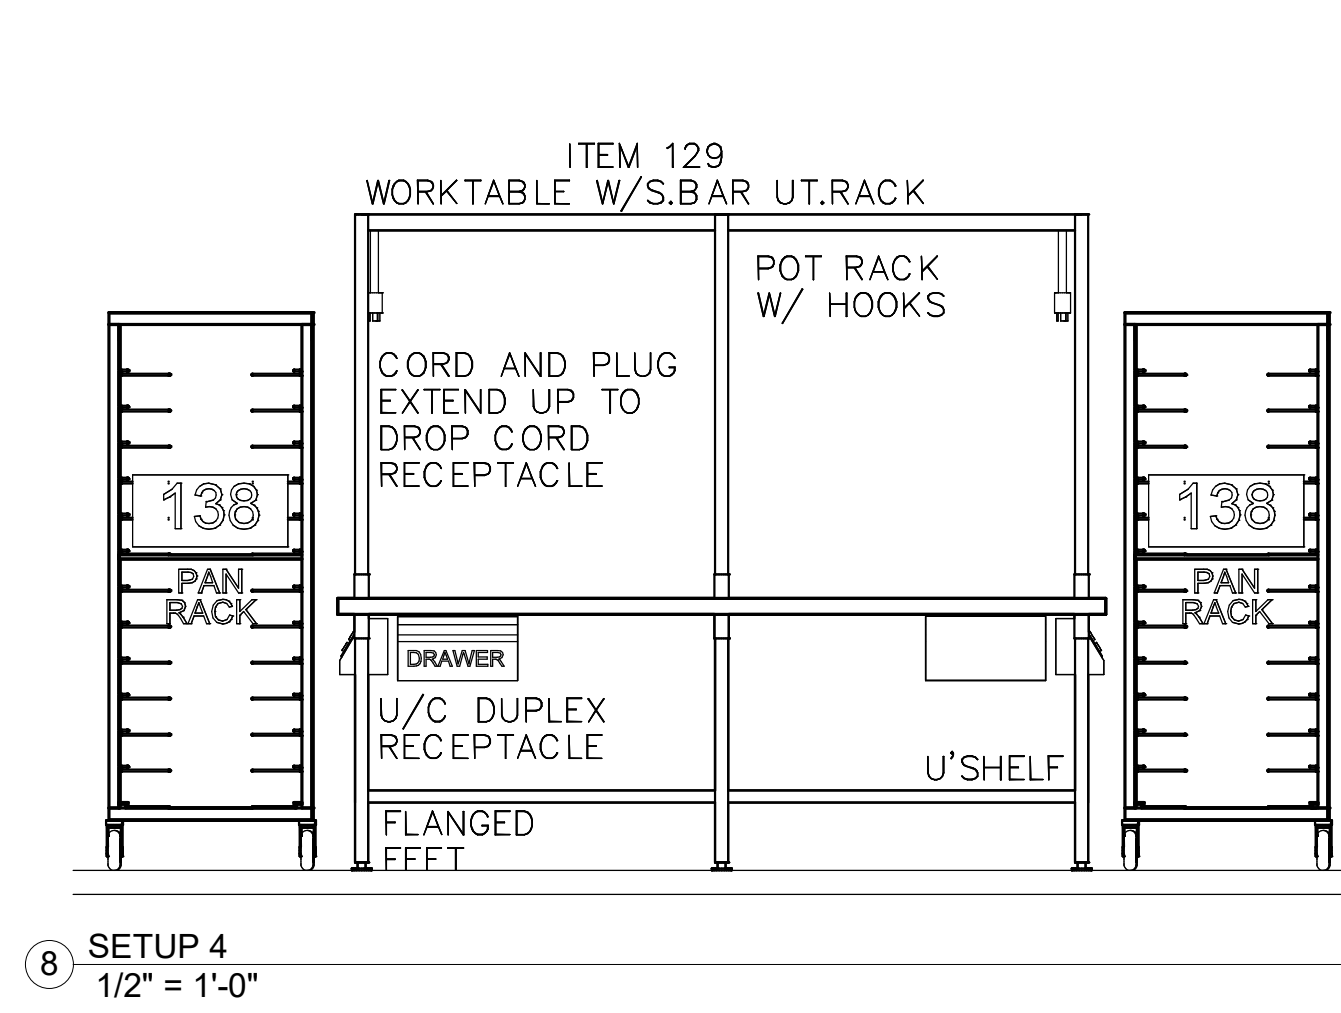 ITEM 129
WORKTABLE W/S.BAR UT.RACK
POT RACK
W/ HOOKS
CORD AND PLUG
EXTEND UP TO
DROP CORD
RECEPTACLE
138
PAN
RACK
138
PAN
RACK
DRAWER
U/C DUPLEX
RECEPTACLE
U'SHELF
FLANGED
FEET
8
SETUP 4
1/2" = 1'-0"